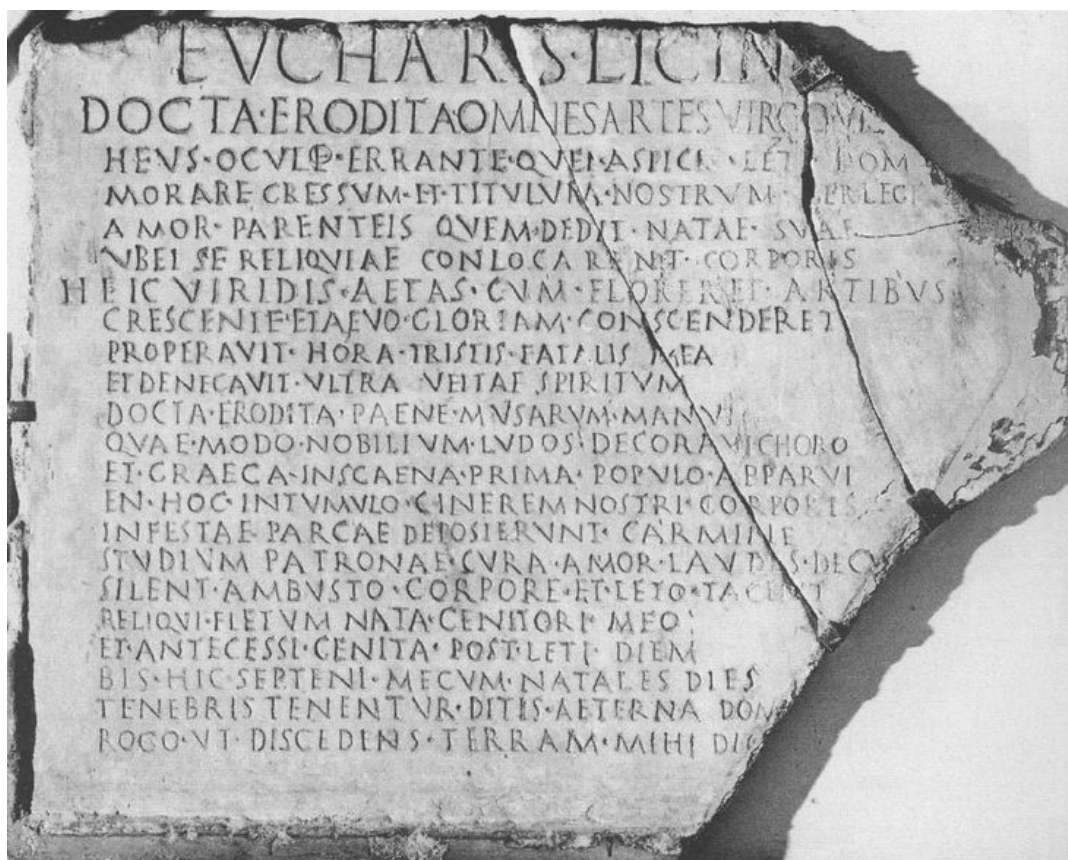 EVCHARIS·LICIN
DOCTA·ERODITA OMNES ARTES VIRGO
HEVS·OCVLO·ERRANTE·QVEI·ASPICIS·LETI·DOM
MORARE GRESSVM·ET·TITVLVM·NOSTRVM·PERLEGE
AMOR·PARENTEIS QVEM·DEDIT·NATAE·SVAE
VBEI SE RELIQVIAE CONLOCARENT·CORPORIS
HEIC VIRIDIS·AETAS·CVM·FLORERET·ARTIBVS
CRESCENTE·ET AEVO·GLORIAM·CONSCENDERET
PROPERAVIT·HORA·TRISTIS·FATALIS MEA
ET DENEGAVIT·VLTRA VEITAE SPIRITVM
DOCTA·ERODITA·PAENE·MVSARVM·MANV
QVAE·MODO·NOBILIVM·LVDOS·DECORAVI CHORO
ET·GRAECA·IN SCAENA·PRIMA·POPVLO·APPARVI
EN·HOC·IN TVMVLO·CINEREM NOSTRI·CORPORIS
INFESTAE·PARCAE DEPOSIERVNT·CARMINE
STVDIVM PATRONAE·CVRA·AMOR·LAVDES·DECV
SILENT·AMBVSTO·CORPORE·ET·LETO·TACENT
RELIQVI·FLETVM NATA·GENITORI·MEO
ET·ANTECESSI·GENITA·POST·LETI·DIEM
BIS·HIC·SEPTENI·MECVM·NATALES DIES
TENEBRIS TENENTVR·DITIS·AETERNA DOM
ROGO·VT·DISCEDENS·TERRAM·MIHI DIC